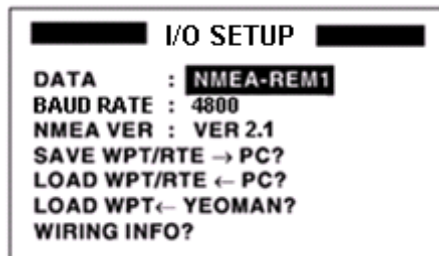 I/O SETUP
DATA : NMEA-REM1
BAUD RATE : 4800
NMEA VER : VER 2.1
SAVE WPT/RTE → PC?
LOAD WPT/RTE ← PC?
LOAD WPT← YEOMAN?
WIRING INFO?